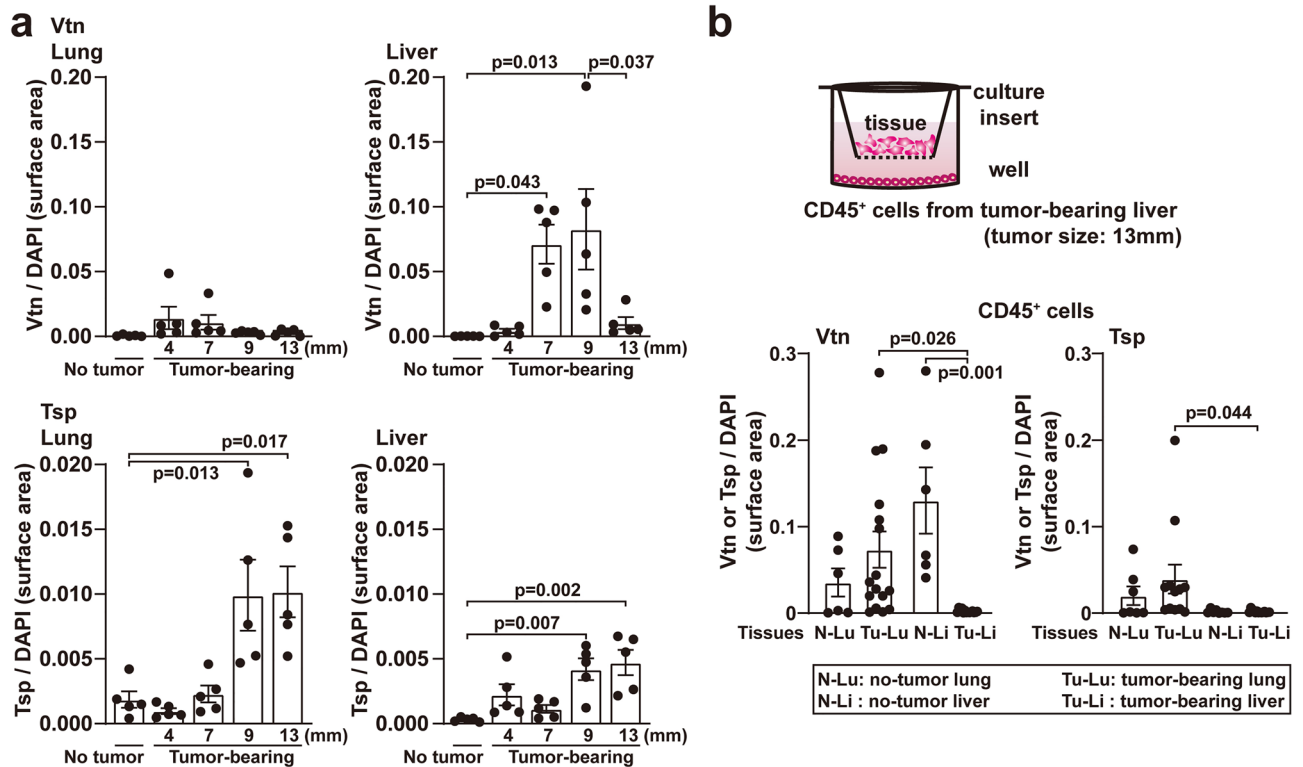 a
Vtn
Lung
Vtn / DAPI (surface area)
0.20
0.15
0.10
0.05
0.00
4 7 9 13 (mm)
No tumor Tumor-bearing
Liver
Vtn / DAPI (surface area)
0.20
0.15
0.10
0.05
0.00
p=0.013 p=0.037
p=0.043
4 7 9 13 (mm)
No tumor Tumor-bearing
Tsp
Lung
Tsp / DAPI (surface area)
0.020
0.015
0.010
0.005
0.000
p=0.017
p=0.013
4 7 9 13 (mm)
No tumor Tumor-bearing
Liver
Tsp / DAPI (surface area)
0.020
0.015
0.010
0.005
0.000
p=0.002
p=0.007
4 7 9 13 (mm)
No tumor Tumor-bearing
b
culture
insert
tissue
well
CD45+ cells from tumor-bearing liver
(tumor size: 13mm)
CD45+ cells
Vtn
Vtn or Tsp / DAPI
(surface area)
0.3
0.2
0.1
0
p=0.026
p=0.001
Tissues N-Lu Tu-Lu N-Li Tu-Li
Tsp
Vtn or Tsp / DAPI
(surface area)
0.3
0.2
0.1
0
p=0.044
Tissues N-Lu Tu-Lu N-Li Tu-Li
N-Lu: no-tumor lung Tu-Lu: tumor-bearing lung
N-Li : no-tumor liver Tu-Li : tumor-bearing liver